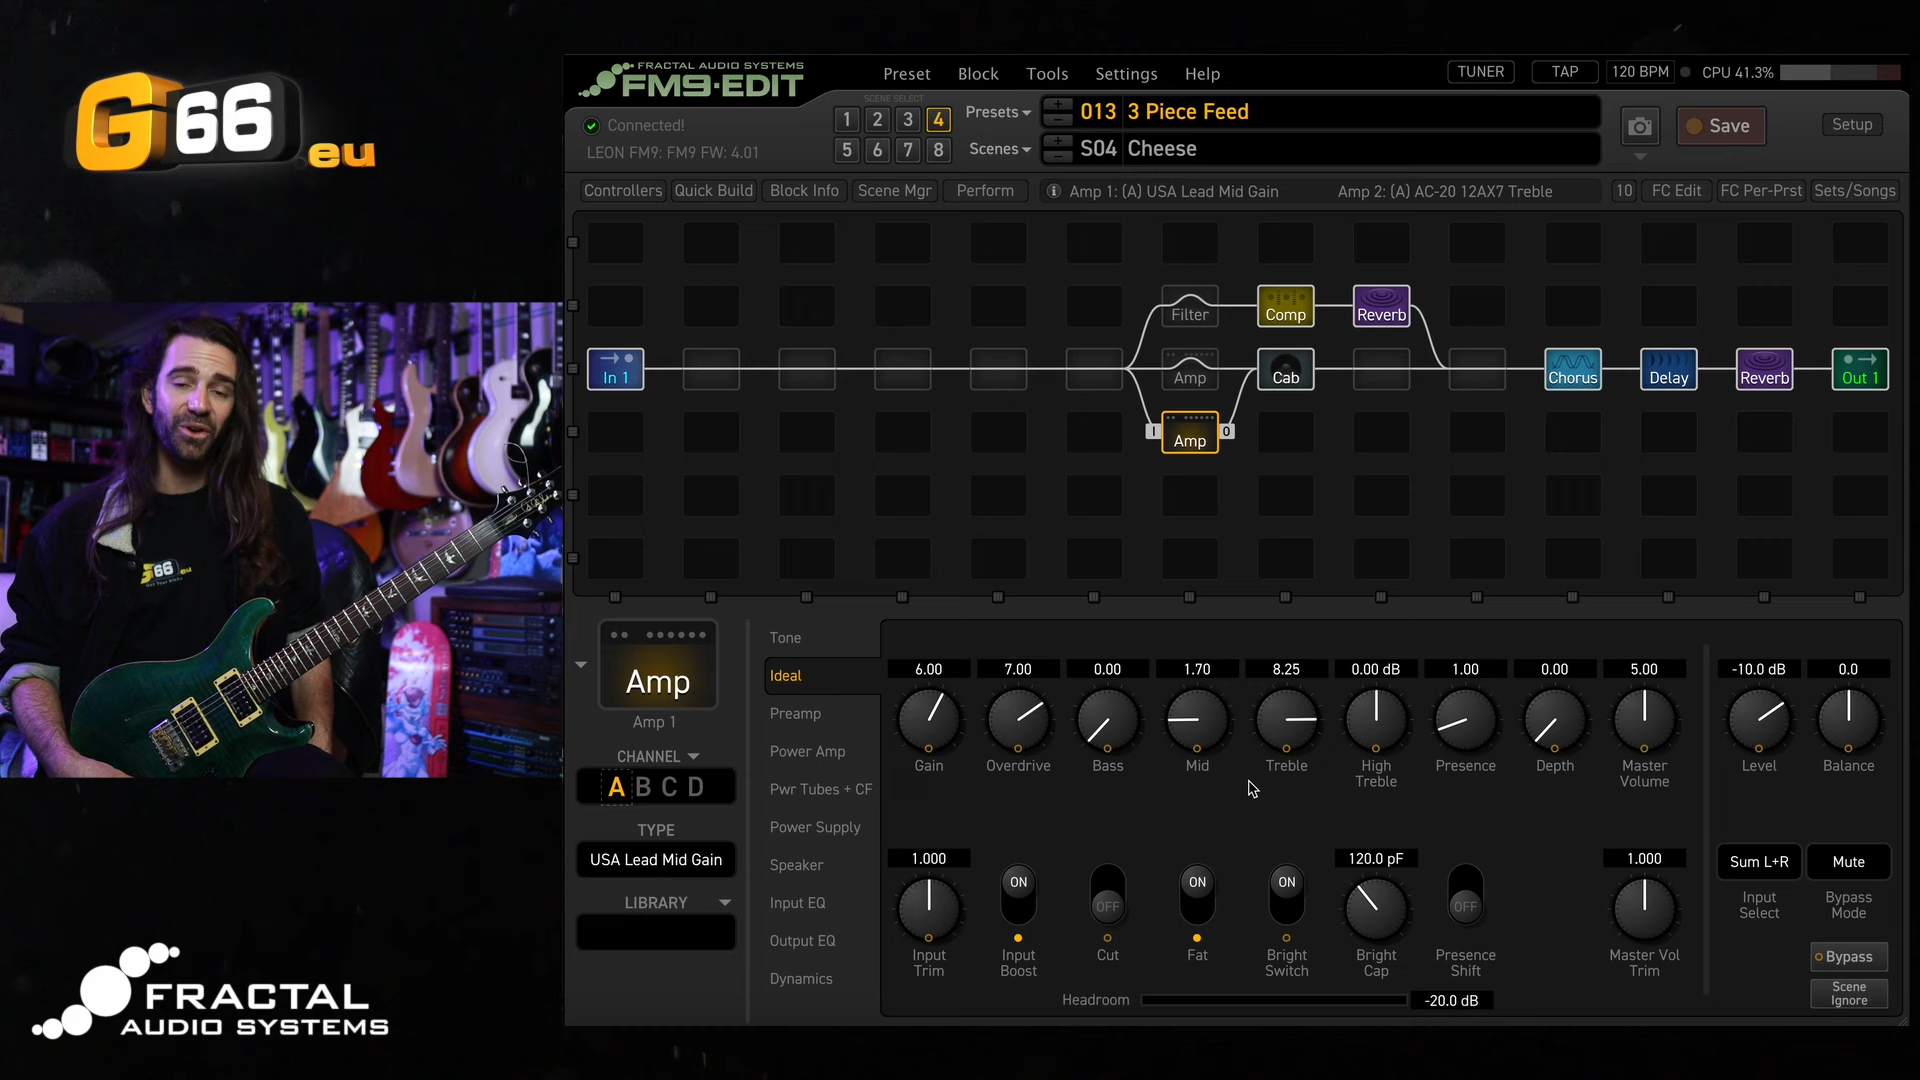 G66.eu
FRACTAL AUDIO SYSTEMS
FM9-EDIT
Preset Block Tools Settings Help
TUNER TAP 120 BPM CPU 41.3%
Connected!
LEON FM9: FM9 FW: 4.01
SCENE SELECT
1 2 3 4
5 6 7 8
Presets 013 3 Piece Feed
Scenes S04 Cheese
Save Setup
Controllers Quick Build Block Info Scene Mgr Perform
Amp 1: (A) USA Lead Mid Gain Amp 2: (A) AC-20 12AX7 Treble
10 FC Edit FC Per-Prst Sets/Songs
Filter Comp Reverb
In 1 Amp Cab Chorus Delay Reverb Out 1
I Amp O
G66.eu
Amp
Amp 1
CHANNEL
A B C D
TYPE
USA Lead Mid Gain
LIBRARY
Tone
Ideal
Preamp
Power Amp
Pwr Tubes + CF
Power Supply
Speaker
Input EQ
Output EQ
Dynamics
6.00 7.00 0.00 1.70 8.25 0.00 dB 1.00 0.00 5.00 -10.0 dB 0.0
Gain Overdrive Bass Mid Treble High Treble Presence Depth Master Volume Level Balance
1.000 ON OFF ON ON 120.0 pF OFF 1.000 Sum L+R Mute
Input Trim Input Boost Cut Fat Bright Switch Bright Cap Presence Shift Master Vol Trim Input Select Bypass Mode
Bypass
Scene Ignore
Headroom -20.0 dB
FRACTAL
AUDIO SYSTEMS